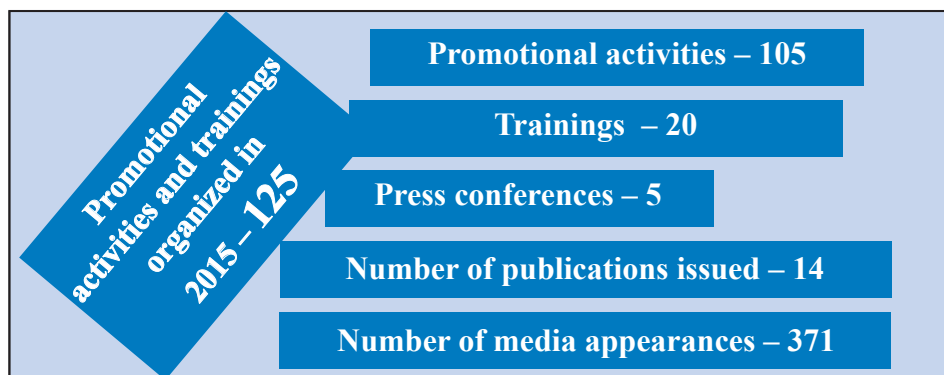 Promotional
activities and trainings
organized in
2015 – 125
Promotional activities – 105
Trainings – 20
Press conferences – 5
Number of publications issued – 14
Number of media appearances – 371